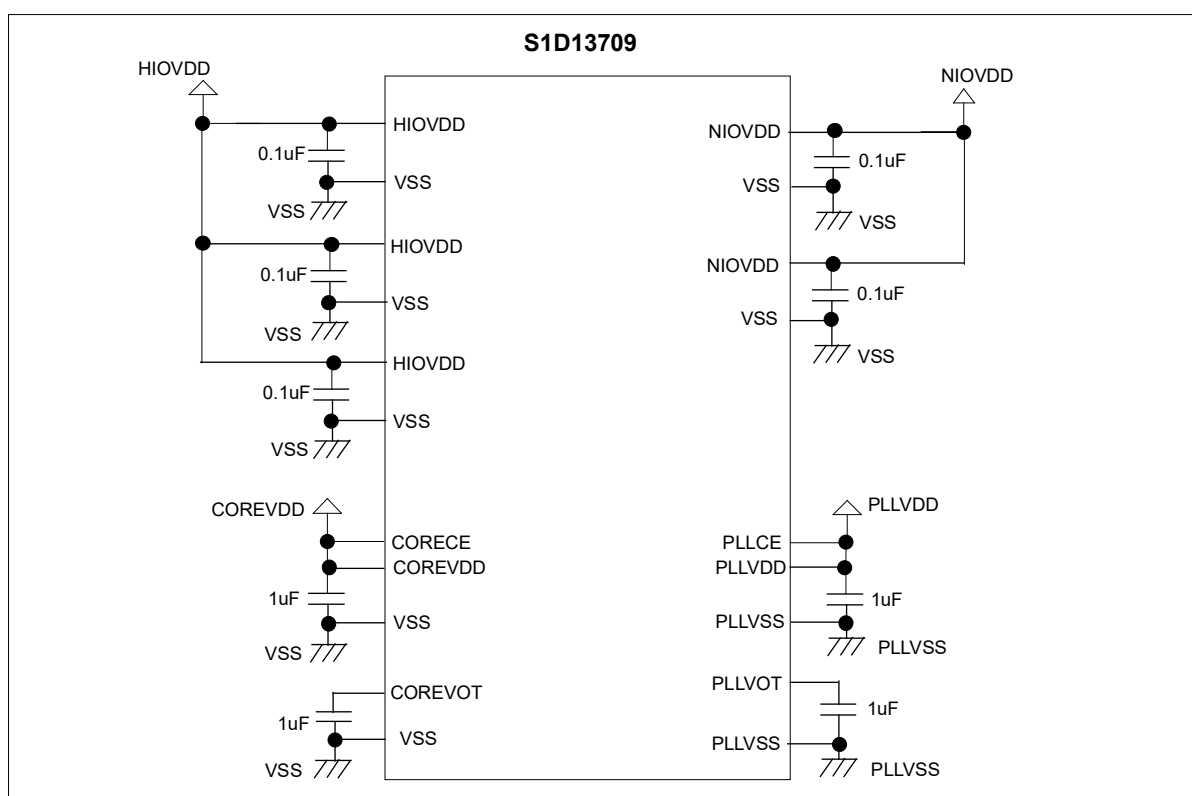 S1D13709
HIOVDD
NIOVDD
HIOVDD
NIOVDD
0.1uF
0.1uF
VSS
VSS
VSS
VSS
HIOVDD
NIOVDD
0.1uF
0.1uF
VSS
VSS
VSS
VSS
HIOVDD
0.1uF
VSS
VSS
COREVDD
PLLVDD
CORECE
PLLCE
COREVDD
PLLVDD
1uF
1uF
VSS
PLLVSS
VSS
PLLVSS
COREVOT
PLLVOT
1uF
1uF
VSS
PLLVSS
VSS
PLLVSS